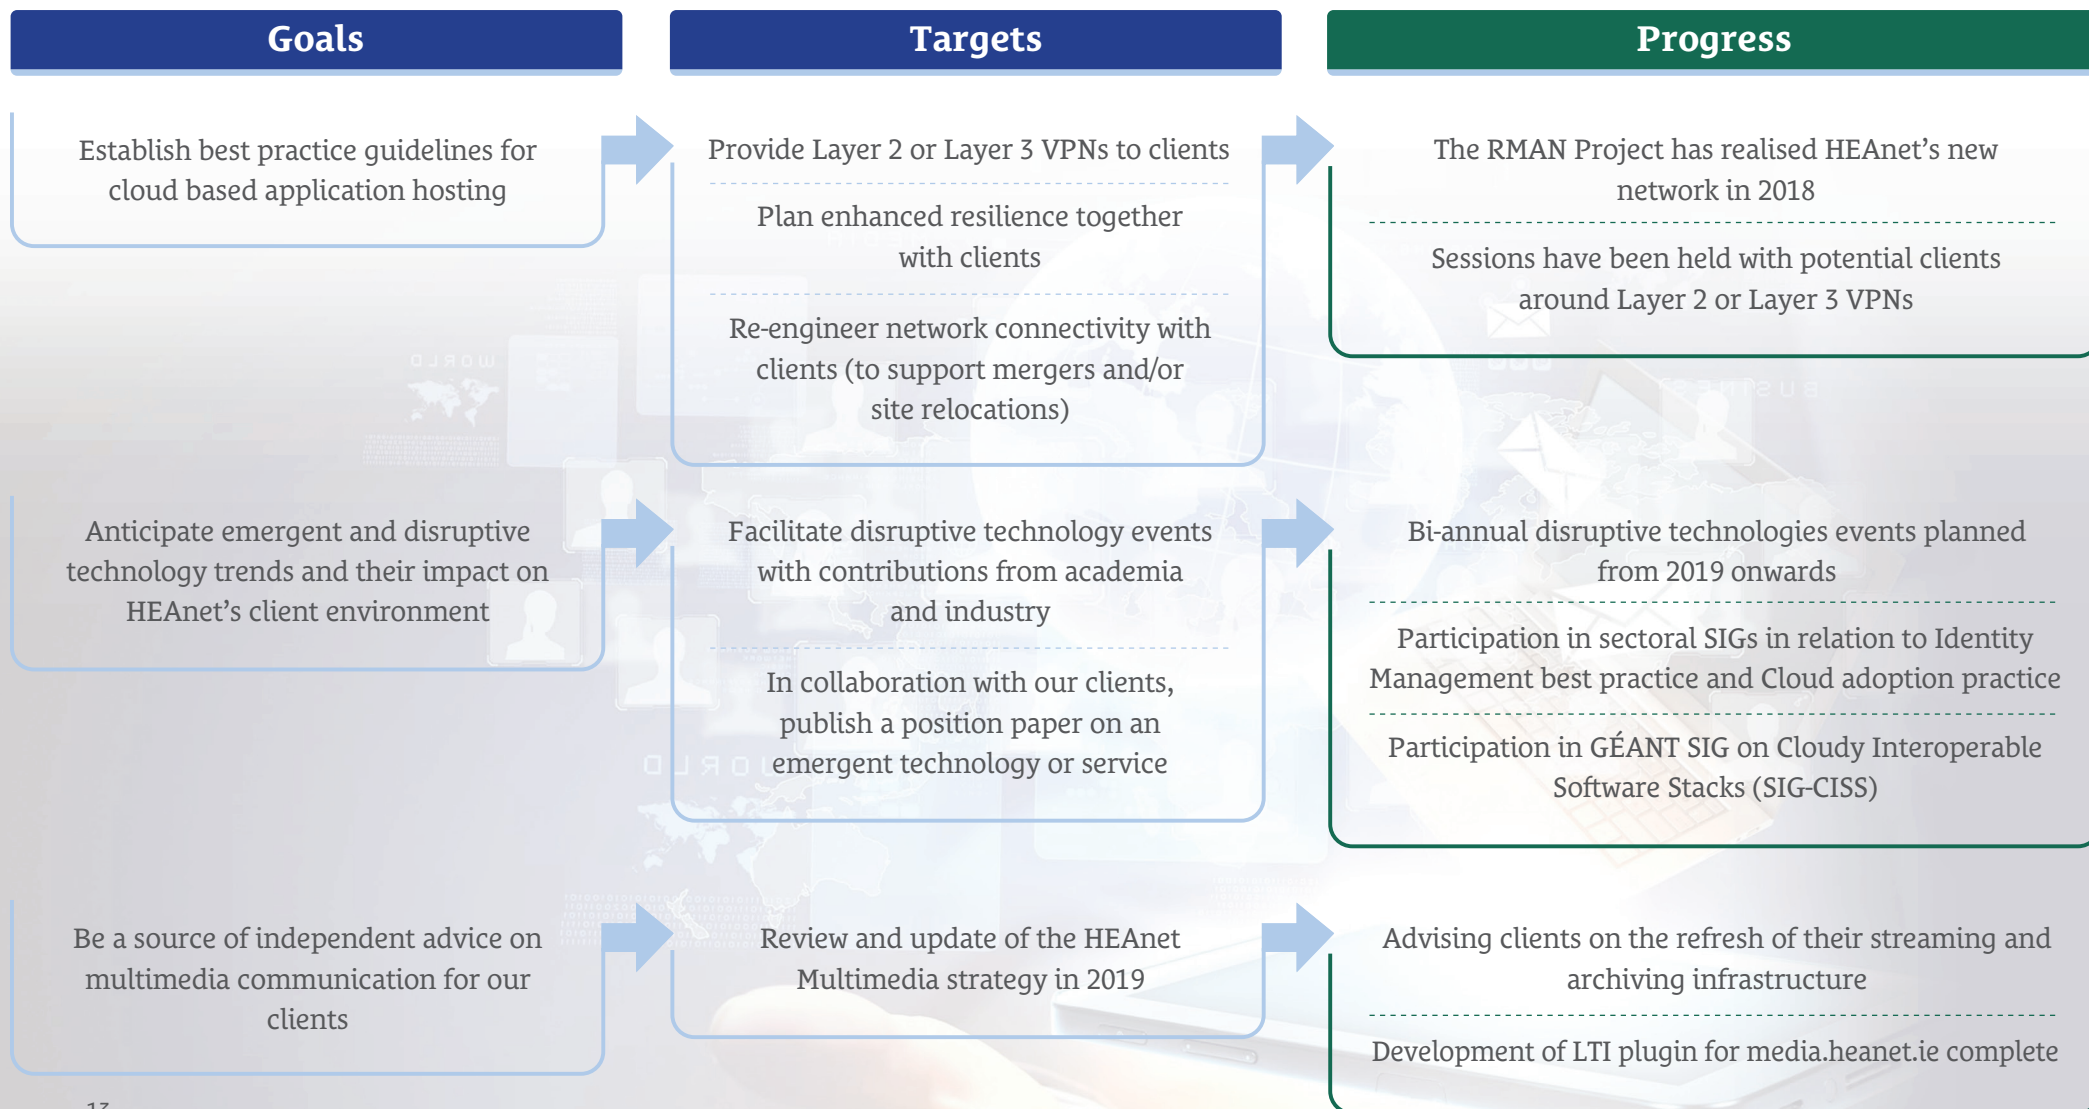 Goals
Targets
Progress
Establish best practice guidelines for
cloud based application hosting
Provide Layer 2 or Layer 3 VPNs to clients
Plan enhanced resilience together
with clients
Re-engineer network connectivity with
clients (to support mergers and/or
site relocations)
The RMAN Project has realised HEAnet’s new
network in 2018
Sessions have been held with potential clients
around Layer 2 or Layer 3 VPNs
Anticipate emergent and disruptive
technology trends and their impact on
HEAnet’s client environment
Facilitate disruptive technology events
with contributions from academia
and industry
In collaboration with our clients,
publish a position paper on an
emergent technology or service
Bi-annual disruptive technologies events planned
from 2019 onwards
Participation in sectoral SIGs in relation to Identity
Management best practice and Cloud adoption practice
Participation in GÉANT SIG on Cloudy Interoperable
Software Stacks (SIG-CISS)
Be a source of independent advice on
multimedia communication for our
clients
Review and update of the HEAnet
Multimedia strategy in 2019
Advising clients on the refresh of their streaming and
archiving infrastructure
Development of LTI plugin for media.heanet.ie complete